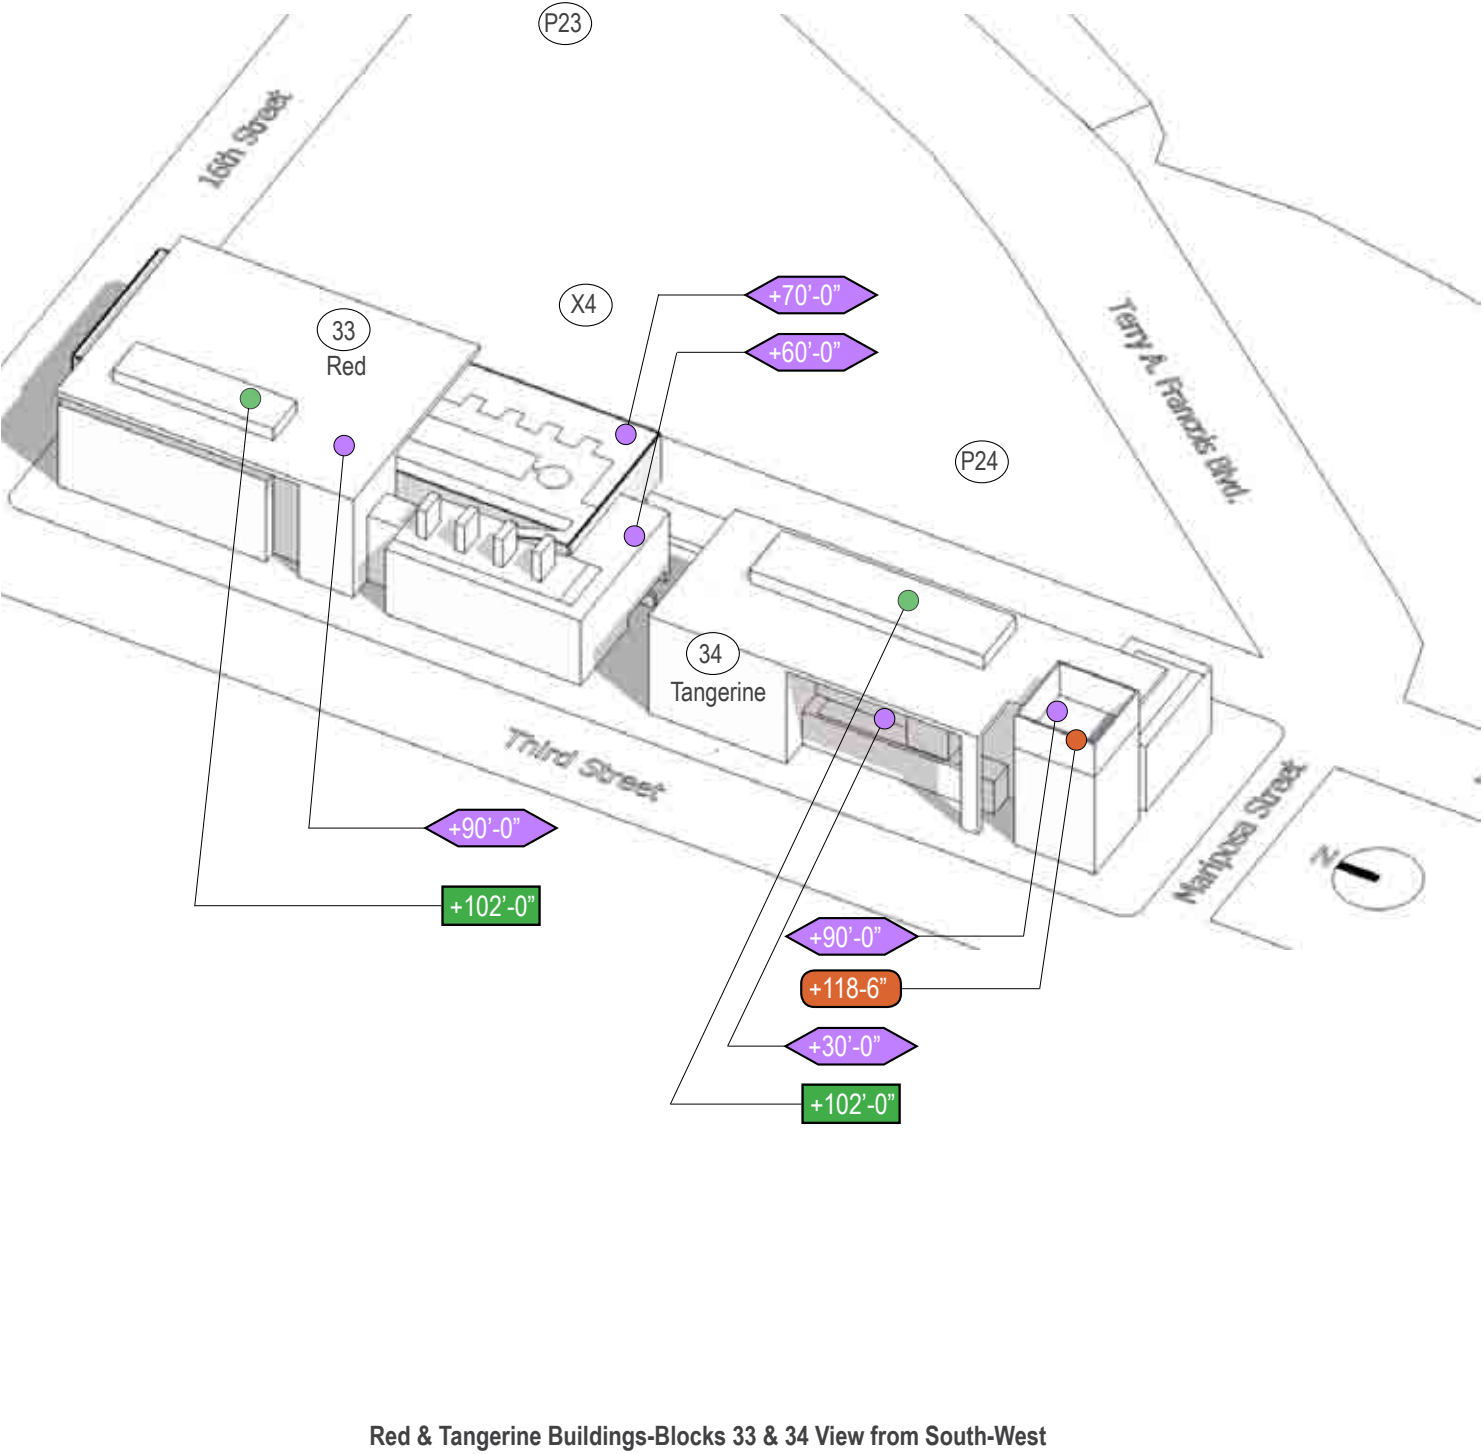 P23
16th Street
+70’-0”
X4
33
Red
+60’-0”
Terry A. Francois Blvd.
P24
34
Tangerine
Third Street
Mariposa Street
N
+90’-0”
+102’-0”
+90’-0”
+118-6”
+30’-0”
+102’-0”
Red & Tangerine Buildings-Blocks 33 & 34 View from South-West